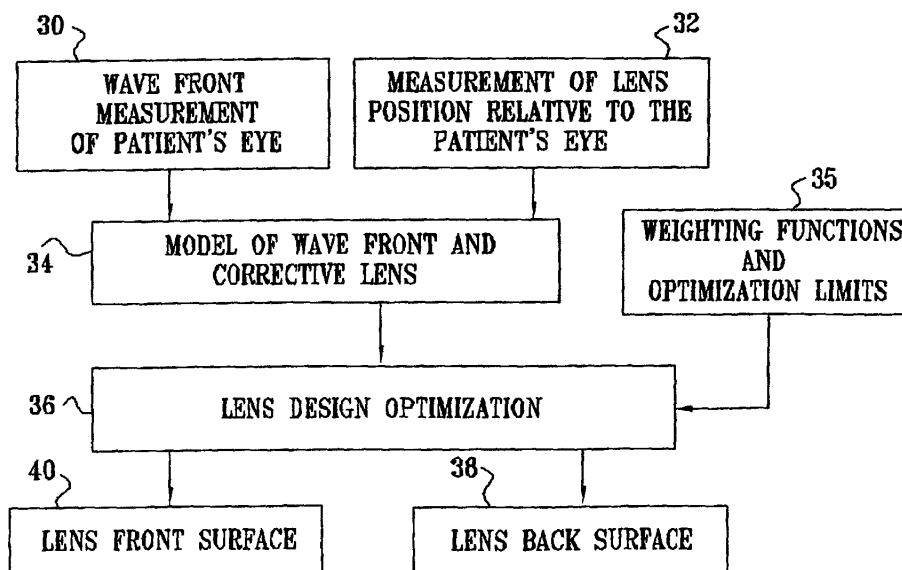 30
WAVE FRONT
MEASUREMENT
OF PATIENT'S EYE
32
MEASUREMENT OF LENS
POSITION RELATIVE TO THE
PATIENT'S EYE
34
MODEL OF WAVE FRONT AND
CORRECTIVE LENS
35
WEIGHTING FUNCTIONS
AND
OPTIMIZATION LIMITS
36
LENS DESIGN OPTIMIZATION
40
LENS FRONT SURFACE
38
LENS BACK SURFACE